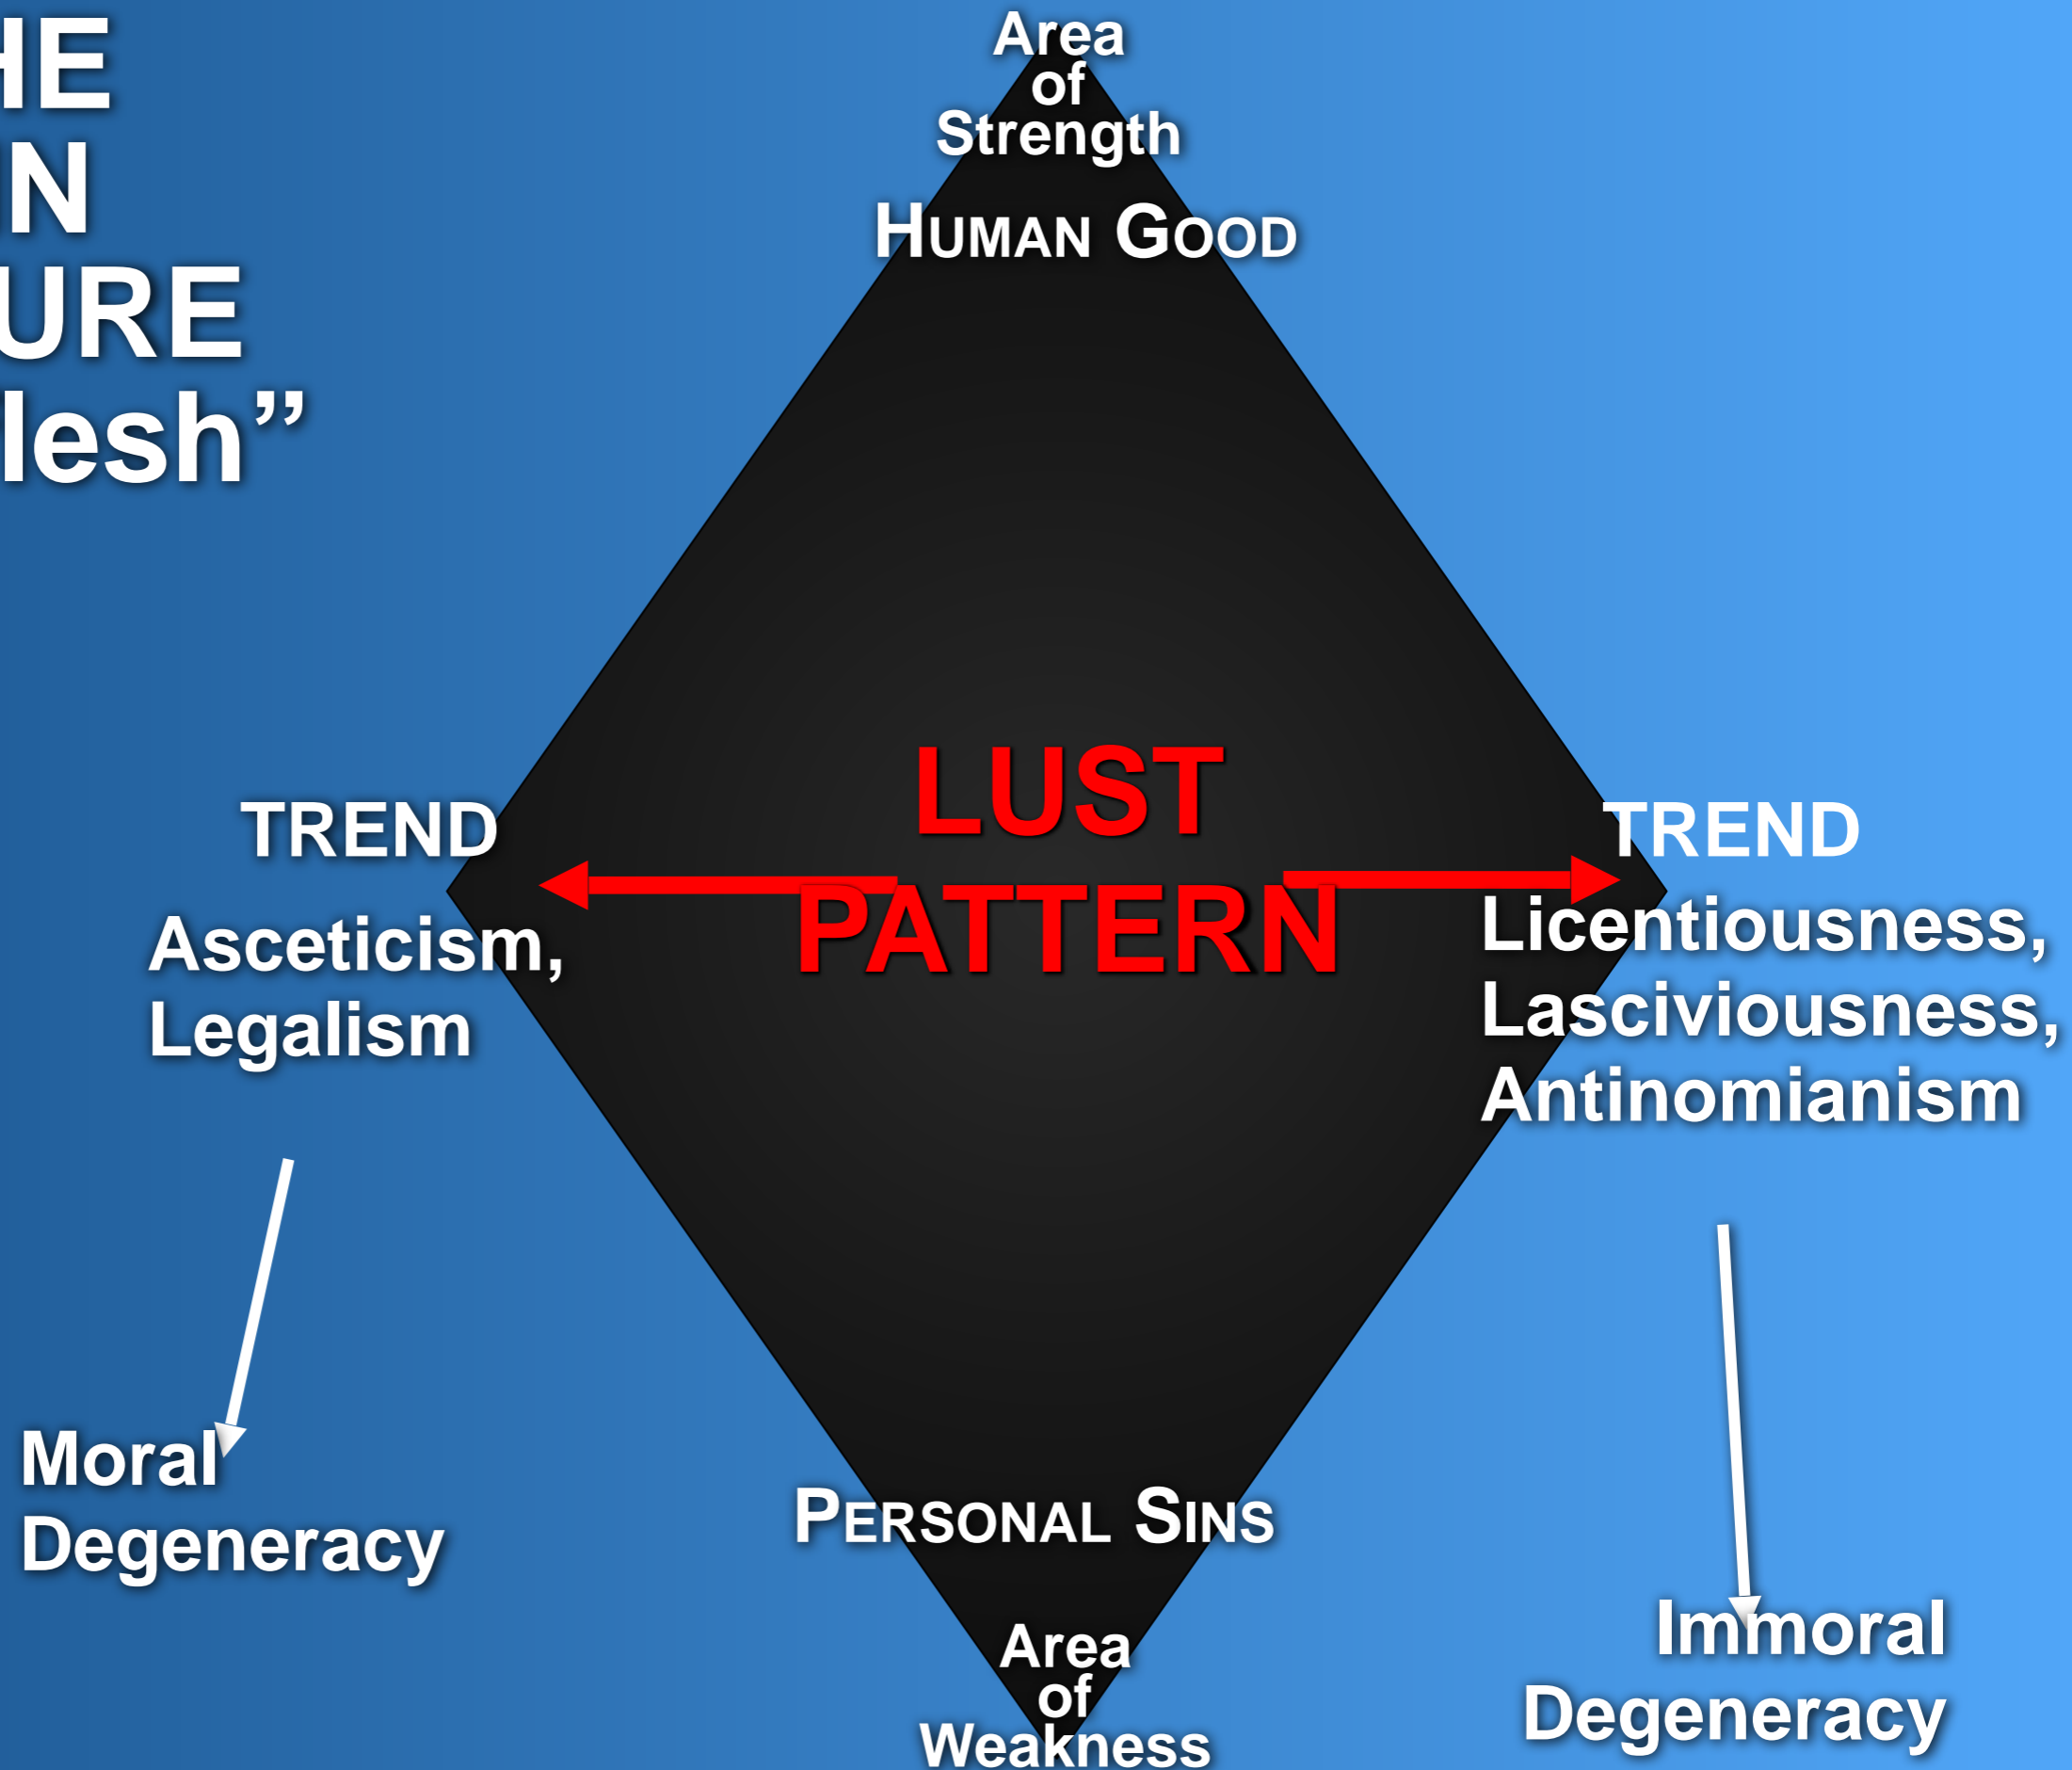 HE
IN
URE
lesh”
Area
of
Strength
HUMAN GOOD
LUST
PATTERN
TREND
Asceticism,
Legalism
TREND
Licentiousness,
Lasciviousness,
Antinomianism
Moral
Degeneracy
PERSONAL SINS
Area
of
Weakness
Immoral
Degeneracy